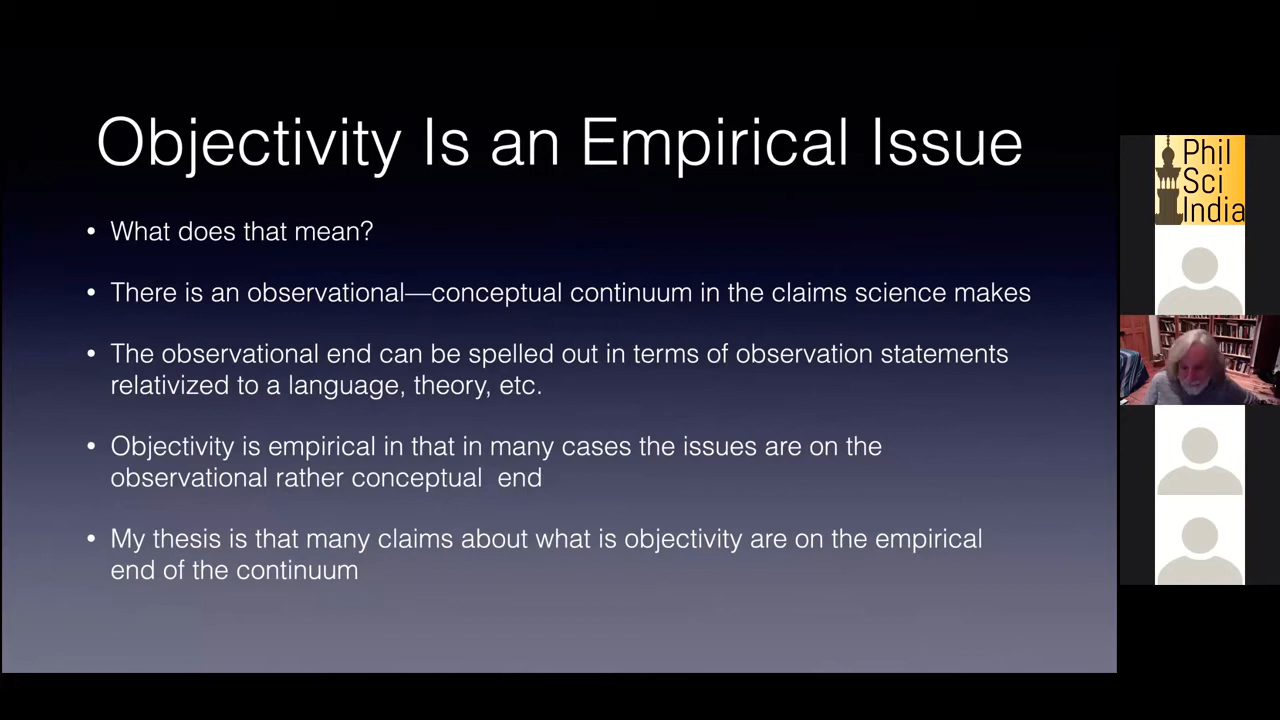 Objectivity Is an Empirical Issue
• What does that mean?
• There is an observational—conceptual continuum in the claims science makes
• The observational end can be spelled out in terms of observation statements
relativized to a language, theory, etc.
• Objectivity is empirical in that in many cases the issues are on the
observational rather conceptual  end
• My thesis is that many claims about what is objectivity are on the empirical
end of the continuum
Phil
Sci
India